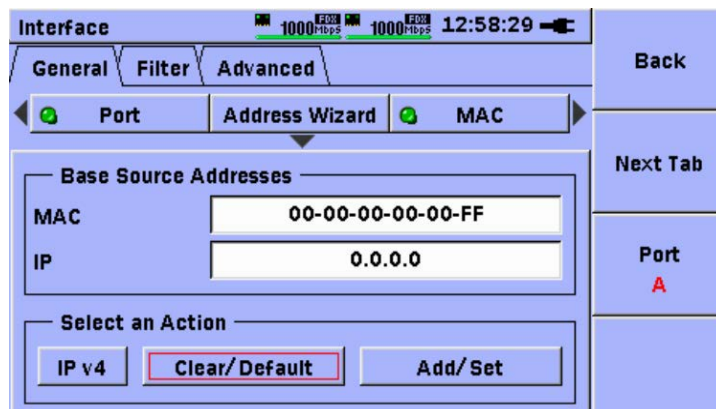 Interface 1000 FDX Mbps 1000 FDX Mbps 12:58:29
General Filter Advanced
Port Address Wizard MAC
Base Source Addresses
MAC 00-00-00-00-00-FF
IP 0.0.0.0
Select an Action
IP v4 Clear/Default Add/Set
Back
Next Tab
Port
A